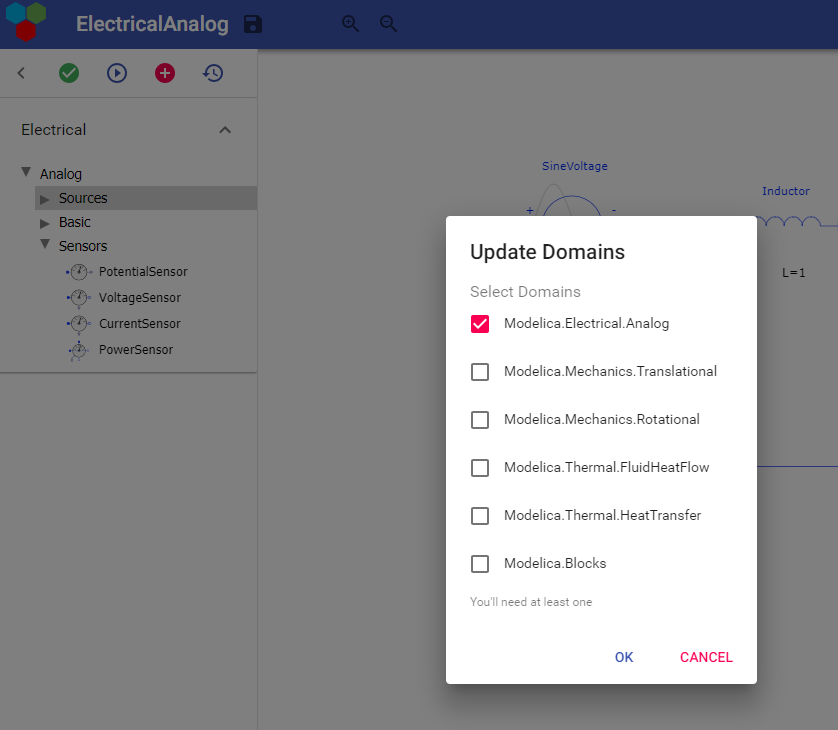 ElectricalAnalog
Electrical
Analog
Sources
Basic
Sensors
PotentialSensor
VoltageSensor
CurrentSensor
PowerSensor
SineVoltage
+ -
Inductor
L=1
Update Domains
Select Domains
Modelica.Electrical.Analog
Modelica.Mechanics.Translational
Modelica.Mechanics.Rotational
Modelica.Thermal.FluidHeatFlow
Modelica.Thermal.HeatTransfer
Modelica.Blocks
You'll need at least one
OK CANCEL